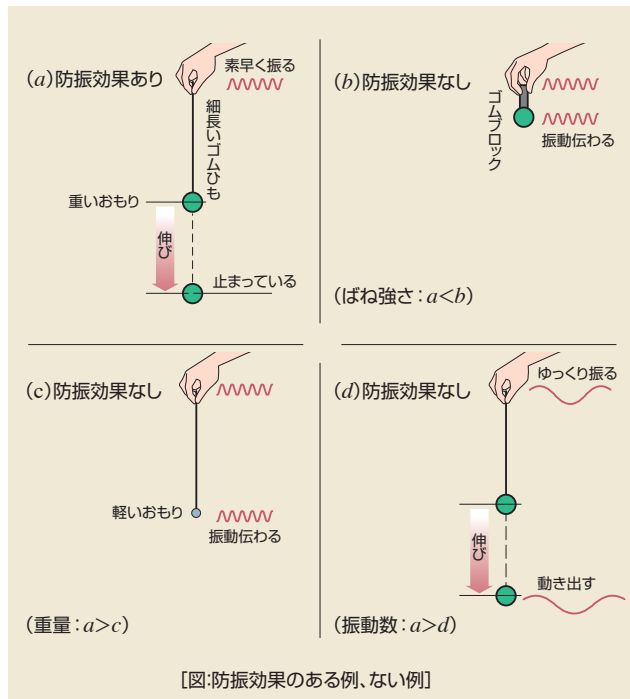 (a)防振効果あり
素早く振る
細長いゴムひも
重いおもり
伸び
止まっている
(b)防振効果なし
ゴムブロック
振動伝わる
(ばね強さ：a<b)
(c)防振効果なし
軽いおもり
振動伝わる
(重量：a>c)
(d)防振効果なし
ゆっくり振る
伸び
動き出す
(振動数：a>d)
[図:防振効果のある例、ない例]